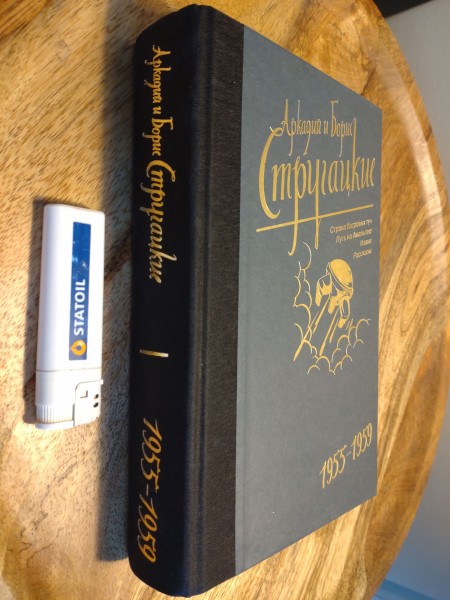 STATOIL
Аркадий и Борис Стругацкие
I
1955-1959
Аркадий и Борис
Стругацкие
Страна багровых туч
Путь на Амальтею
Извне
Рассказы
1955-1959